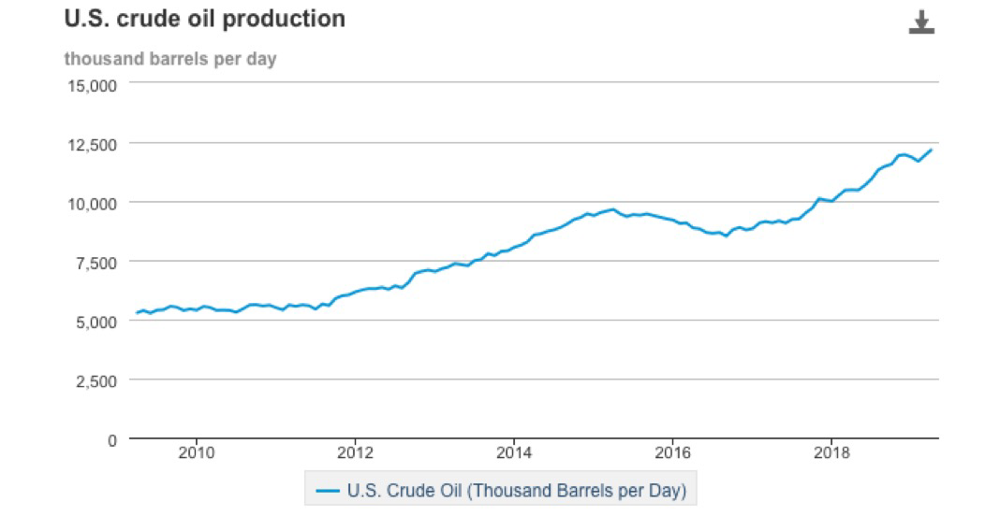 U.S. crude oil production
thousand barrels per day
15,000
12,500
10,000
7,500
5,000
2,500
0
2010 2012 2014 2016 2018
U.S. Crude Oil (Thousand Barrels per Day)